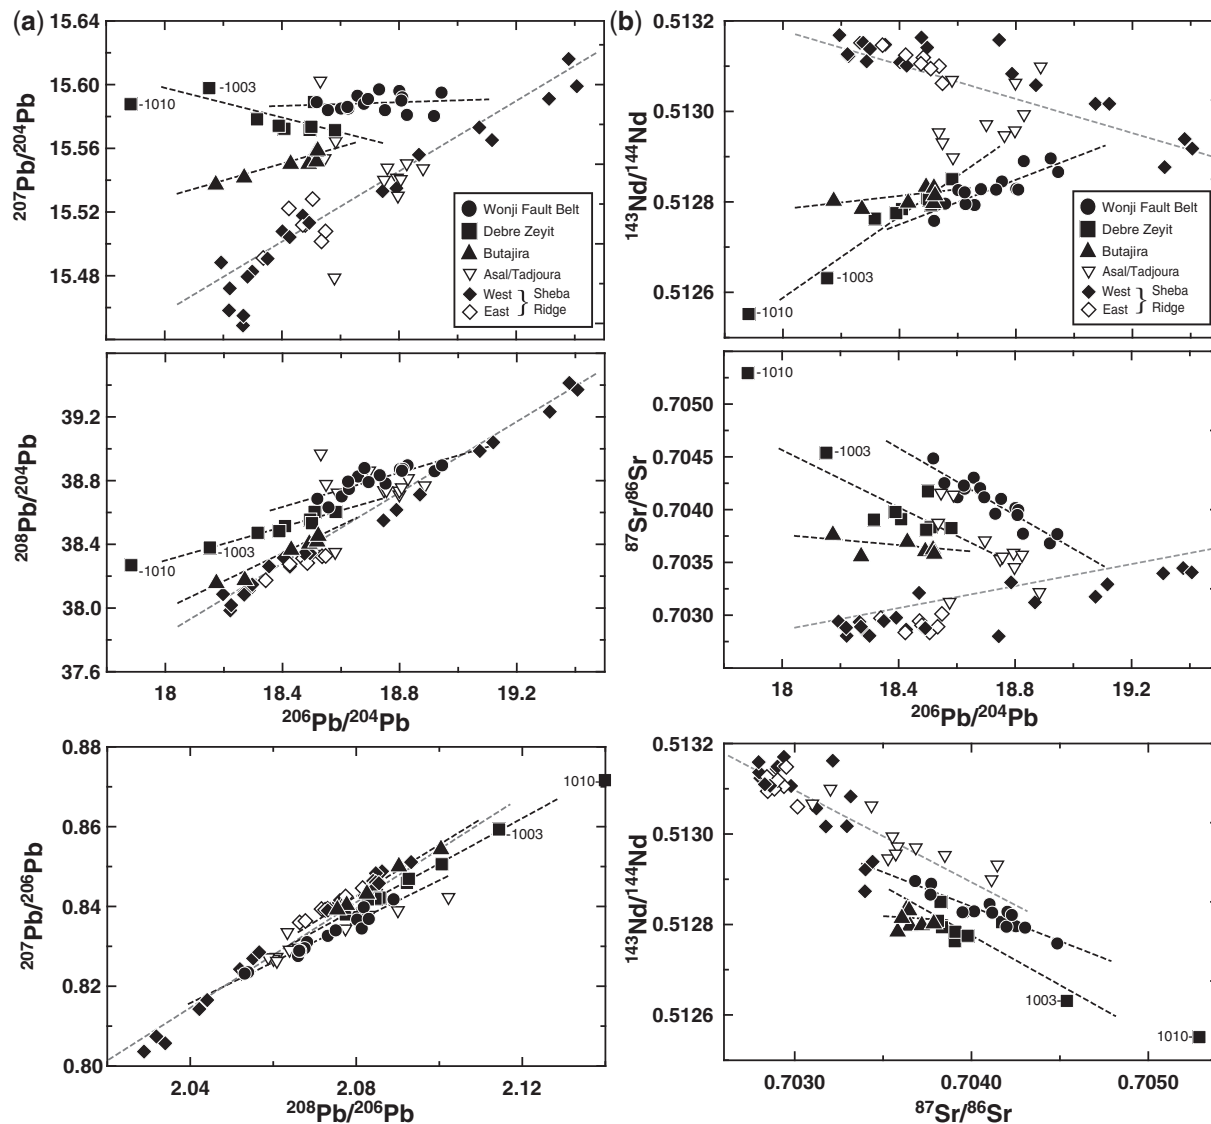 (a)
15.64
15.60
15.56
15.52
15.48
207Pb/204Pb
-1003
-1010
Wonji Fault Belt
Debre Zeyit
Butajira
Asal/Tadjoura
West } Sheba
East Ridge
39.2
38.8
38.4
38.0
37.6
208Pb/204Pb
-1003
-1010
18 18.4 18.8 19.2
206Pb/204Pb
0.88
0.86
0.84
0.82
0.80
207Pb/206Pb
1010-
-1003
2.04 2.08 2.12
208Pb/206Pb
(b)
0.5132
0.5130
0.5128
0.5126
143Nd/144Nd
-1003
-1010
Wonji Fault Belt
Debre Zeyit
Butajira
Asal/Tadjoura
West } Sheba
East Ridge
0.7050
0.7045
0.7040
0.7035
0.7030
87Sr/86Sr
-1010
-1003
18 18.4 18.8 19.2
206Pb/204Pb
0.5132
0.5130
0.5128
0.5126
143Nd/144Nd
1003-
1010-
0.7030 0.7040 0.7050
87Sr/86Sr